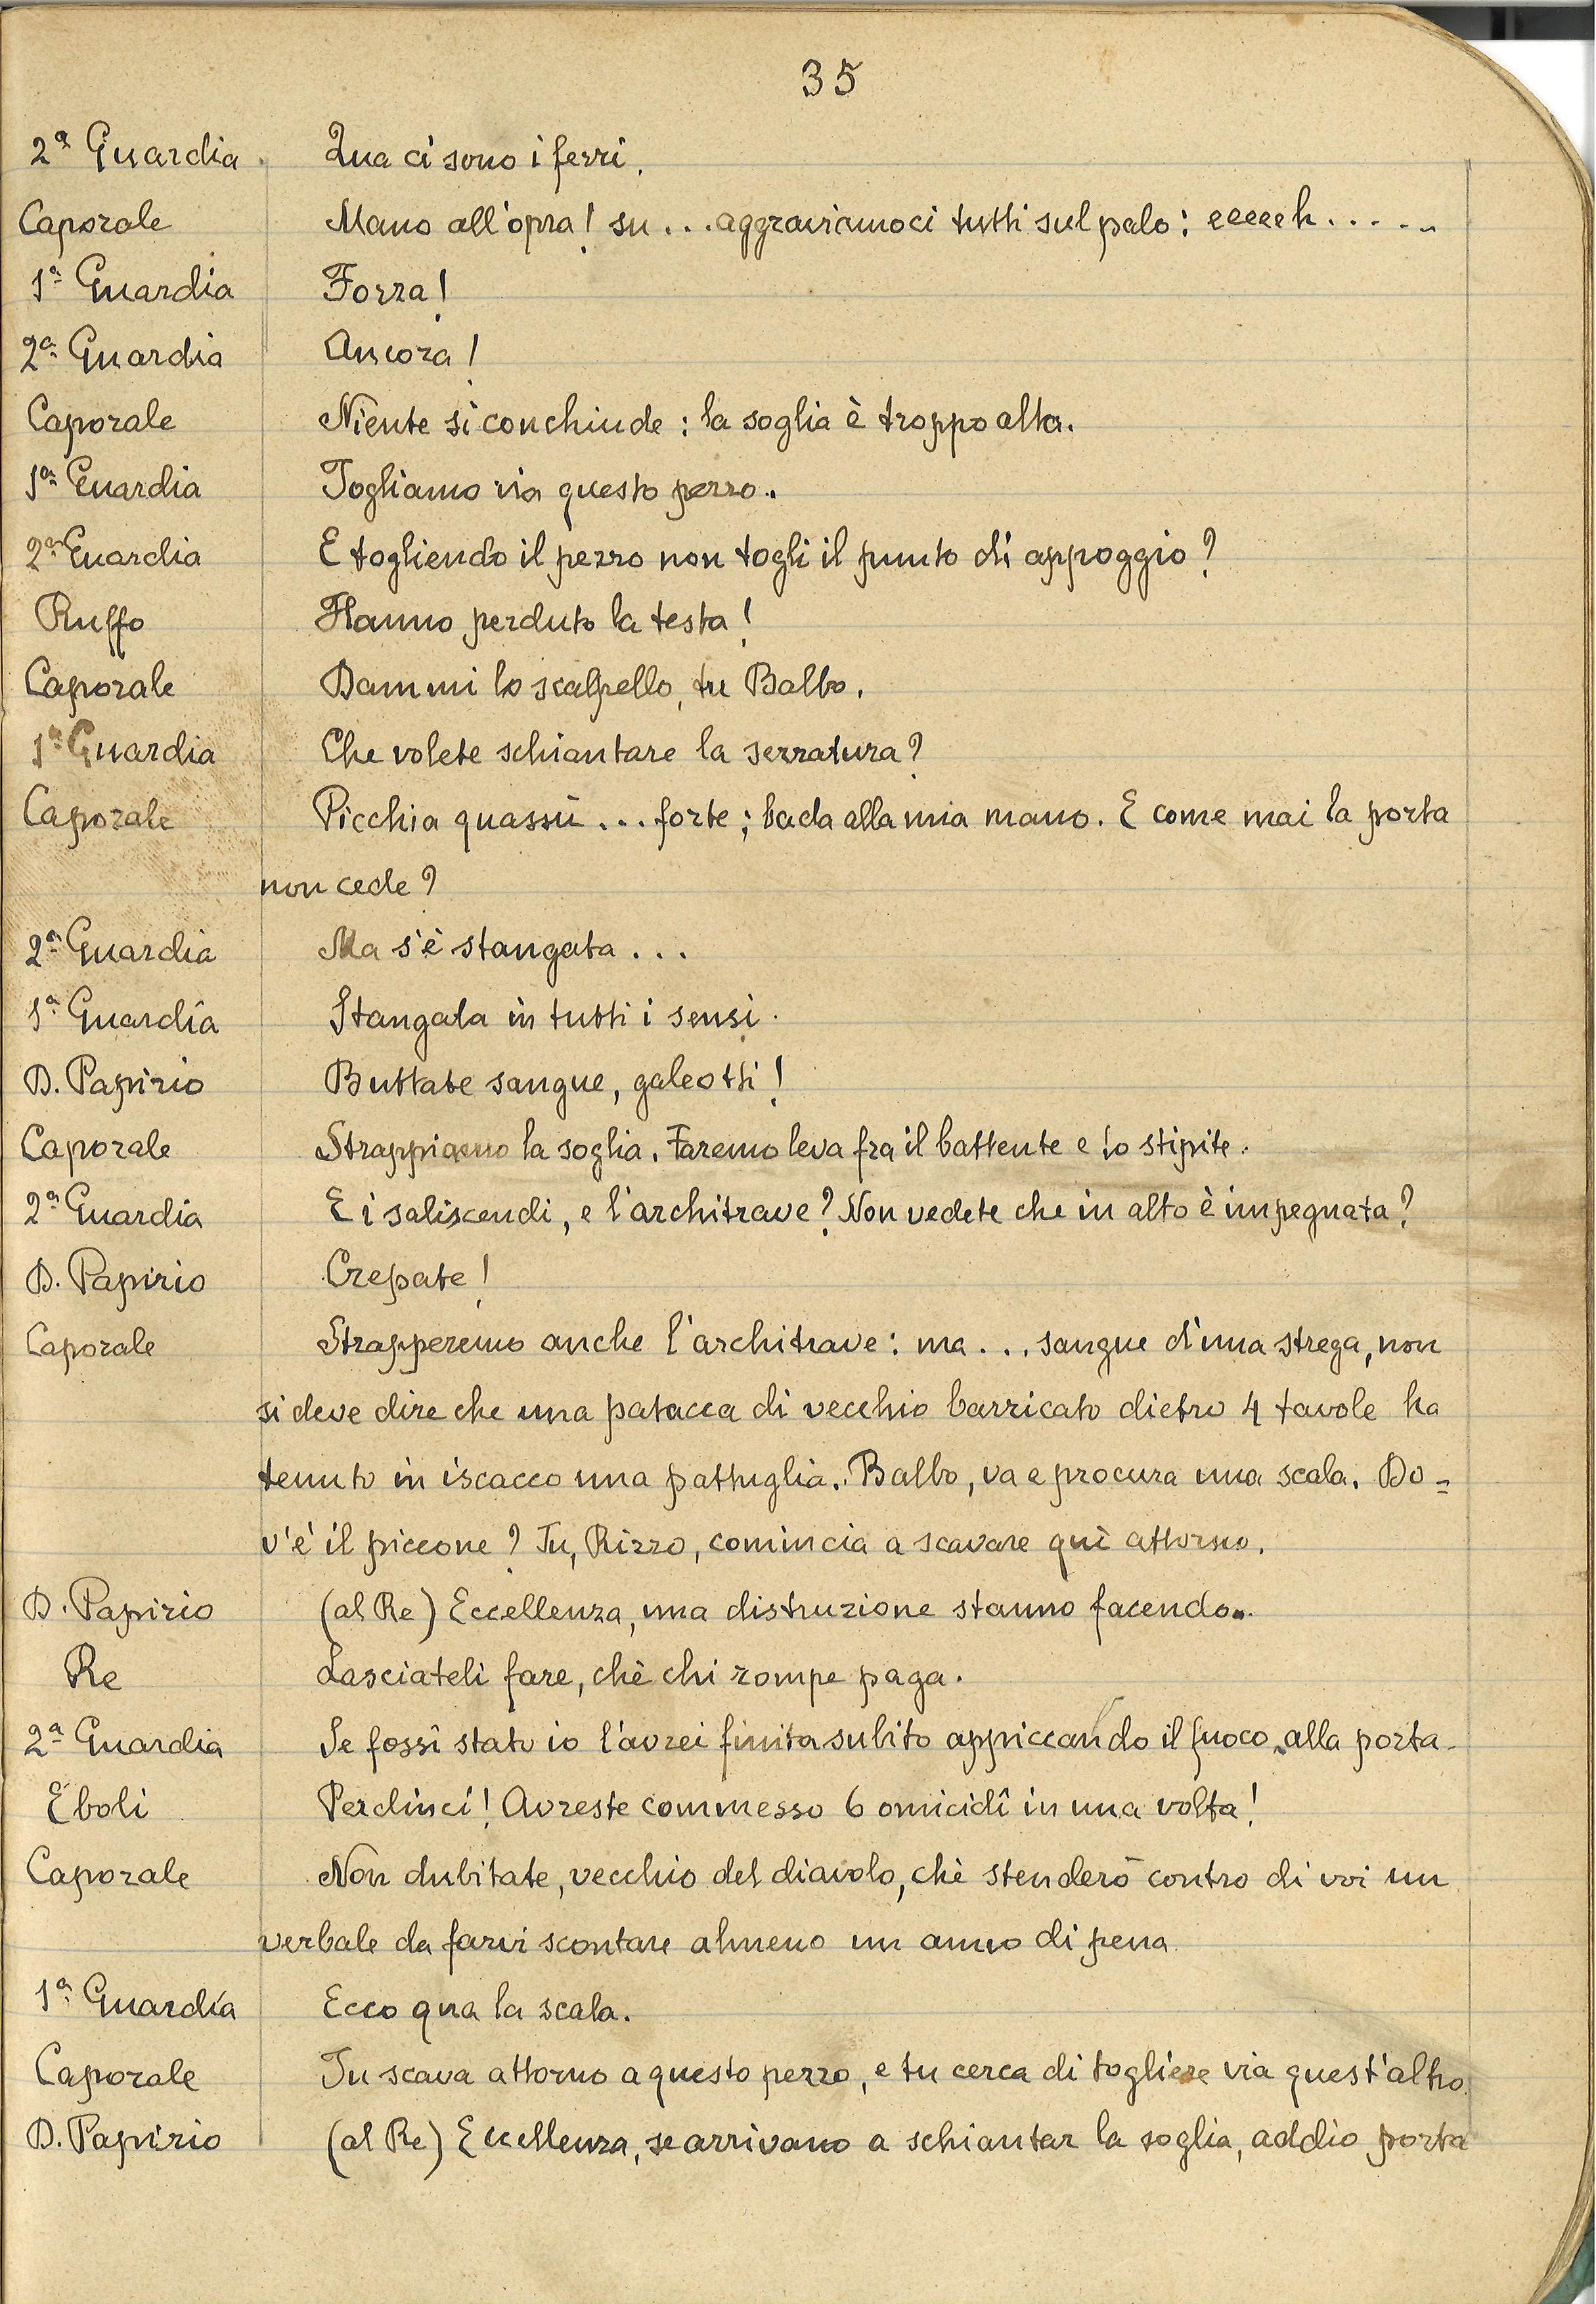 35
2ª Guardia. Qua ci sono i ferri.
Caporale Mano all'opra! su... aggraviamoci tutti sul palo: eeeeeh......
1ª Guardia Forza!
2ª Guardia Ancora!
Caporale Niente si conchiude: la soglia è troppo alta.
1ª Guardia Togliamo via questo pezzo.
2ª Guardia E togliendo il pezzo non togli il punto di appoggio?
Ruffo Hanno perduto la testa!
Caporale Dammi lo scalpello, tu Balbo.
1ª Guardia Che volete schiantare la serratura?
Caporale Picchia quassù... forte; bada alla mia mano. E come mai la porta
non cede?
2ª Guardia Ma s'è stangata...
1ª Guardia Stangata in tutti i sensi.
D. Papirio Buttate sangue, galeotti!
Caporale Strappiamo la soglia. Faremo leva fra il battente e lo stipite.
2ª Guardia E i saliscendi, e l'architrave? Non vedete che in alto è impegnata?
D. Papirio Crepate!
Caporale Strapperemo anche l'architrave: ma... sangue d'una strega, non
si deve dire che una patacca di vecchio barricato dietro 4 tavole ha
tenuto in iscacco una pattuglia. Balbo, va e procura una scala. Do=
v'è il piccone? Tu, Rizzo, comincia a scavare quì attorno.
D. Papirio (al Re) Eccellenza, una distruzione stanno facendo..
Re Lasciateli fare, chè chi rompe paga.
2ª Guardia Se fossi stato io l'avrei finita subito appiccando il fuoco alla porta.
Eboli Perdinci! Avreste commesso 6 omicidî in una volta!
Caporale Non dubitate, vecchio del diavolo, chè stenderò contro di voi un
verbale da farvi scontare almeno un anno di pena
1ª Guardia Ecco qua la scala.
Caporale Tu scava attorno a questo pezzo, e tu cerca di togliere via quest'altro.
D. Papirio (al Re) Eccellenza, se arrivano a schiantar la soglia, addio porta